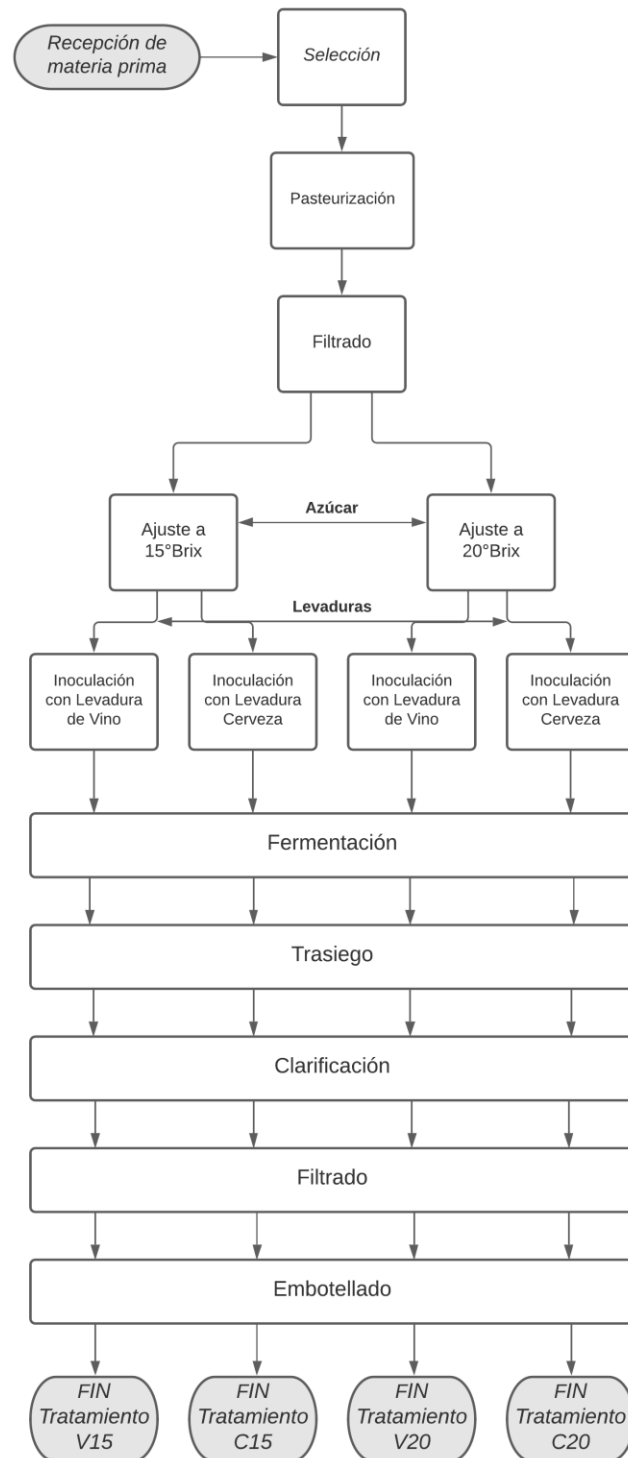 Recepción de
materia prima
Selección
Pasteurización
Filtrado
Azúcar
Ajuste a
15°Brix
Ajuste a
20°Brix
Levaduras
Inoculación
con Levadura
de Vino
Inoculación
con Levadura
Cerveza
Inoculación
con Levadura
de Vino
Inoculación
con Levadura
Cerveza
Fermentación
Trasiego
Clarificación
Filtrado
Embotellado
FIN
Tratamiento
V15
FIN
Tratamiento
C15
FIN
Tratamiento
V20
FIN
Tratamiento
C20